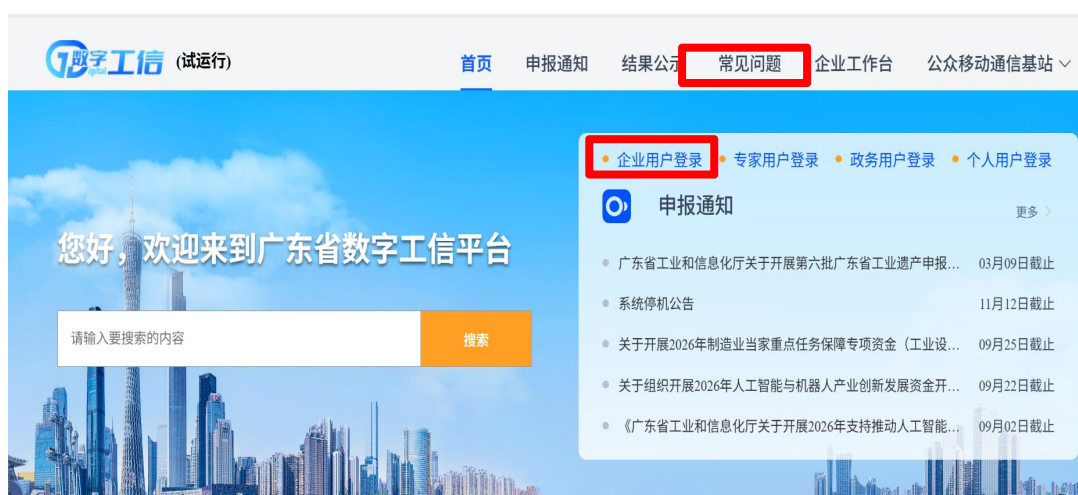 数字工信 (试运行)
Digital
首页 申报通知 结果公示 常见问题 企业工作台 公众移动通信基站
企业用户登录 专家用户登录 政务用户登录 个人用户登录
申报通知 更多
您好，欢迎来到广东省数字工信平台
广东省工业和信息化厅关于开展第六批广东省工业遗产申报... 03月09日截止
系统停机公告 11月12日截止
请输入要搜索的内容 搜索
关于开展2026年制造业当家重点任务保障专项资金（工业设... 09月25日截止
关于组织开展2026年人工智能与机器人产业创新发展资金开... 09月22日截止
《广东省工业和信息化厅关于开展2026年支持推动人工智能... 09月02日截止